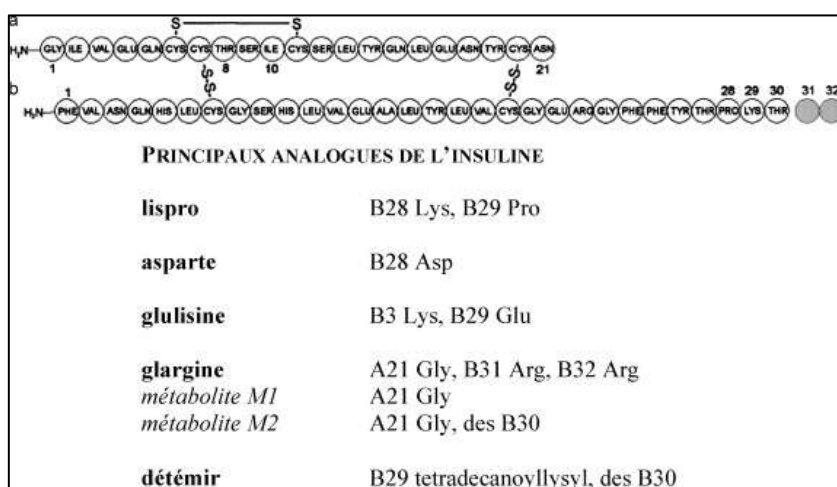 S S
a
H₂N GLY ILE VAL GLU GLN CYS CYS THR SER ILE CYS SER LEU TYR GLN LEU GLU ASN TYR CYS ASN
1 8 10 21
S-S S-S
b 1 28 29 30 31 32
H₂N PHE VAL ASN GLN HIS LEU CYS GLY SER HIS LEU VAL GLU ALA LEU TYR LEU VAL CYS GLY GLU ARG GLY PHE PHE TYR THR PRO LYS THR
PRINCIPAUX ANALOGUES DE L'INSULINE
lispro B28 Lys, B29 Pro
asparte B28 Asp
glulisine B3 Lys, B29 Glu
glargine A21 Gly, B31 Arg, B32 Arg
métabolite M1 A21 Gly
métabolite M2 A21 Gly, des B30
détémir B29 tetradecanoyllysyl, des B30